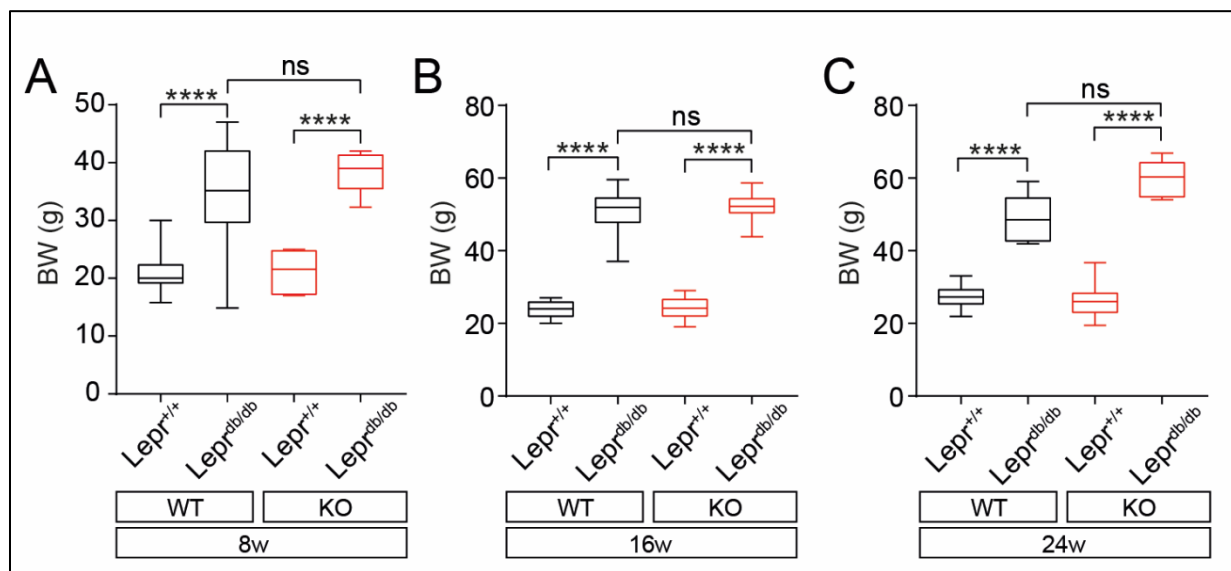 A
ns
****
****
BW (g)
50
40
30
20
10
0
Lepr+/+
Leprdb/db
Lepr+/+
Leprdb/db
WT
KO
8w
B
ns
****
****
BW (g)
80
60
40
20
0
Lepr+/+
Leprdb/db
Lepr+/+
Leprdb/db
WT
KO
16w
C
ns
****
****
BW (g)
80
60
40
20
0
Lepr+/+
Leprdb/db
Lepr+/+
Leprdb/db
WT
KO
24w